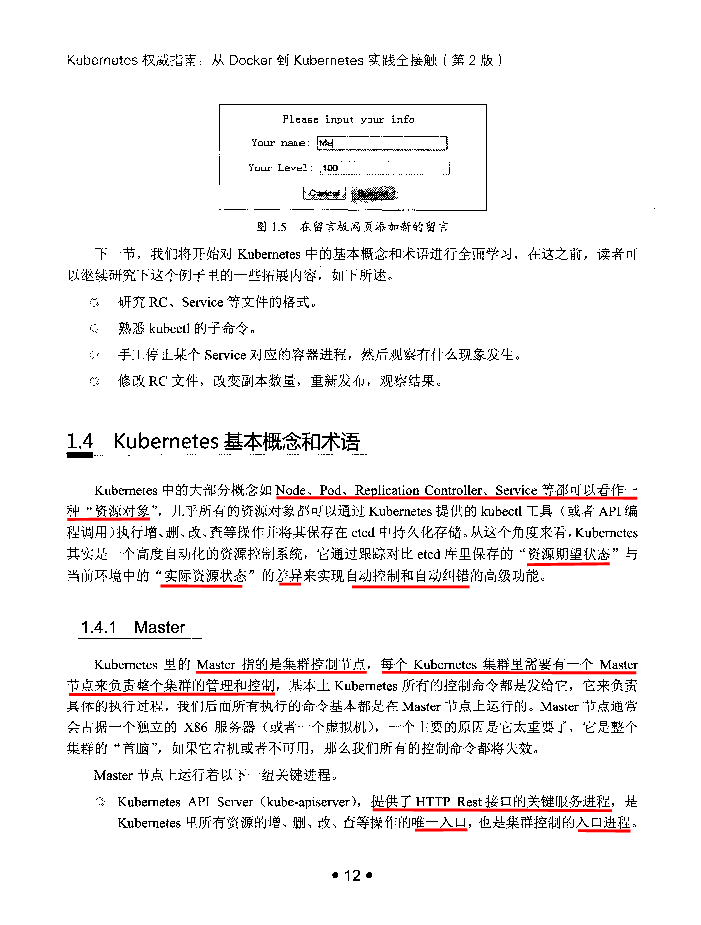 Kubernetes 权威指南：从 Docker 到 Kubernetes 实践全接触（第 2 版）
Please input your info
Your name: Me
Your Level: 100
Cancel
图 1.5 在留言板网页添加新的留言
下一节，我们将开始对 Kubernetes 中的基本概念和术语进行全面学习，在这之前，读者可
以继续研究下这个例子里的一些拓展内容，如下所述。
研究 RC、Service 等文件的格式。
熟悉 kubectl 的子命令。
手工停止某个 Service 对应的容器进程，然后观察有什么现象发生。
修改 RC 文件，改变副本数量，重新发布，观察结果。
1.4 Kubernetes 基本概念和术语
Kubernetes 中的大部分概念如 Node、Pod、Replication Controller、Service 等都可以看作一
种“资源对象”，几乎所有的资源对象都可以通过 Kubernetes 提供的 kubectl 工具（或者 API 编
程调用）执行增、删、改、查等操作并将其保存在 etcd 中持久化存储。从这个角度来看，Kubernetes
其实是一个高度自动化的资源控制系统，它通过跟踪对比 etcd 库里保存的“资源期望状态”与
当前环境中的“实际资源状态”的差异来实现自动控制和自动纠错的高级功能。
1.4.1 Master
Kubernetes 里的 Master 指的是集群控制节点，每个 Kubernetes 集群里需要有一个 Master
节点来负责整个集群的管理和控制，基本上 Kubernetes 所有的控制命令都是发给它，它来负责
具体的执行过程，我们后面所有执行的命令基本都是在 Master 节点上运行的。Master 节点通常
会占据一个独立的 X86 服务器（或者一个虚拟机），一个主要的原因是它太重要了，它是整个
集群的“首脑”，如果它宕机或者不可用，那么我们所有的控制命令都将失效。
Master 节点上运行着以下一组关键进程。
Kubernetes API Server（kube-apiserver），提供了 HTTP Rest 接口的关键服务进程，是
Kubernetes 里所有资源的增、删、改、查等操作的唯一入口，也是集群控制的入口进程。
• 12 •